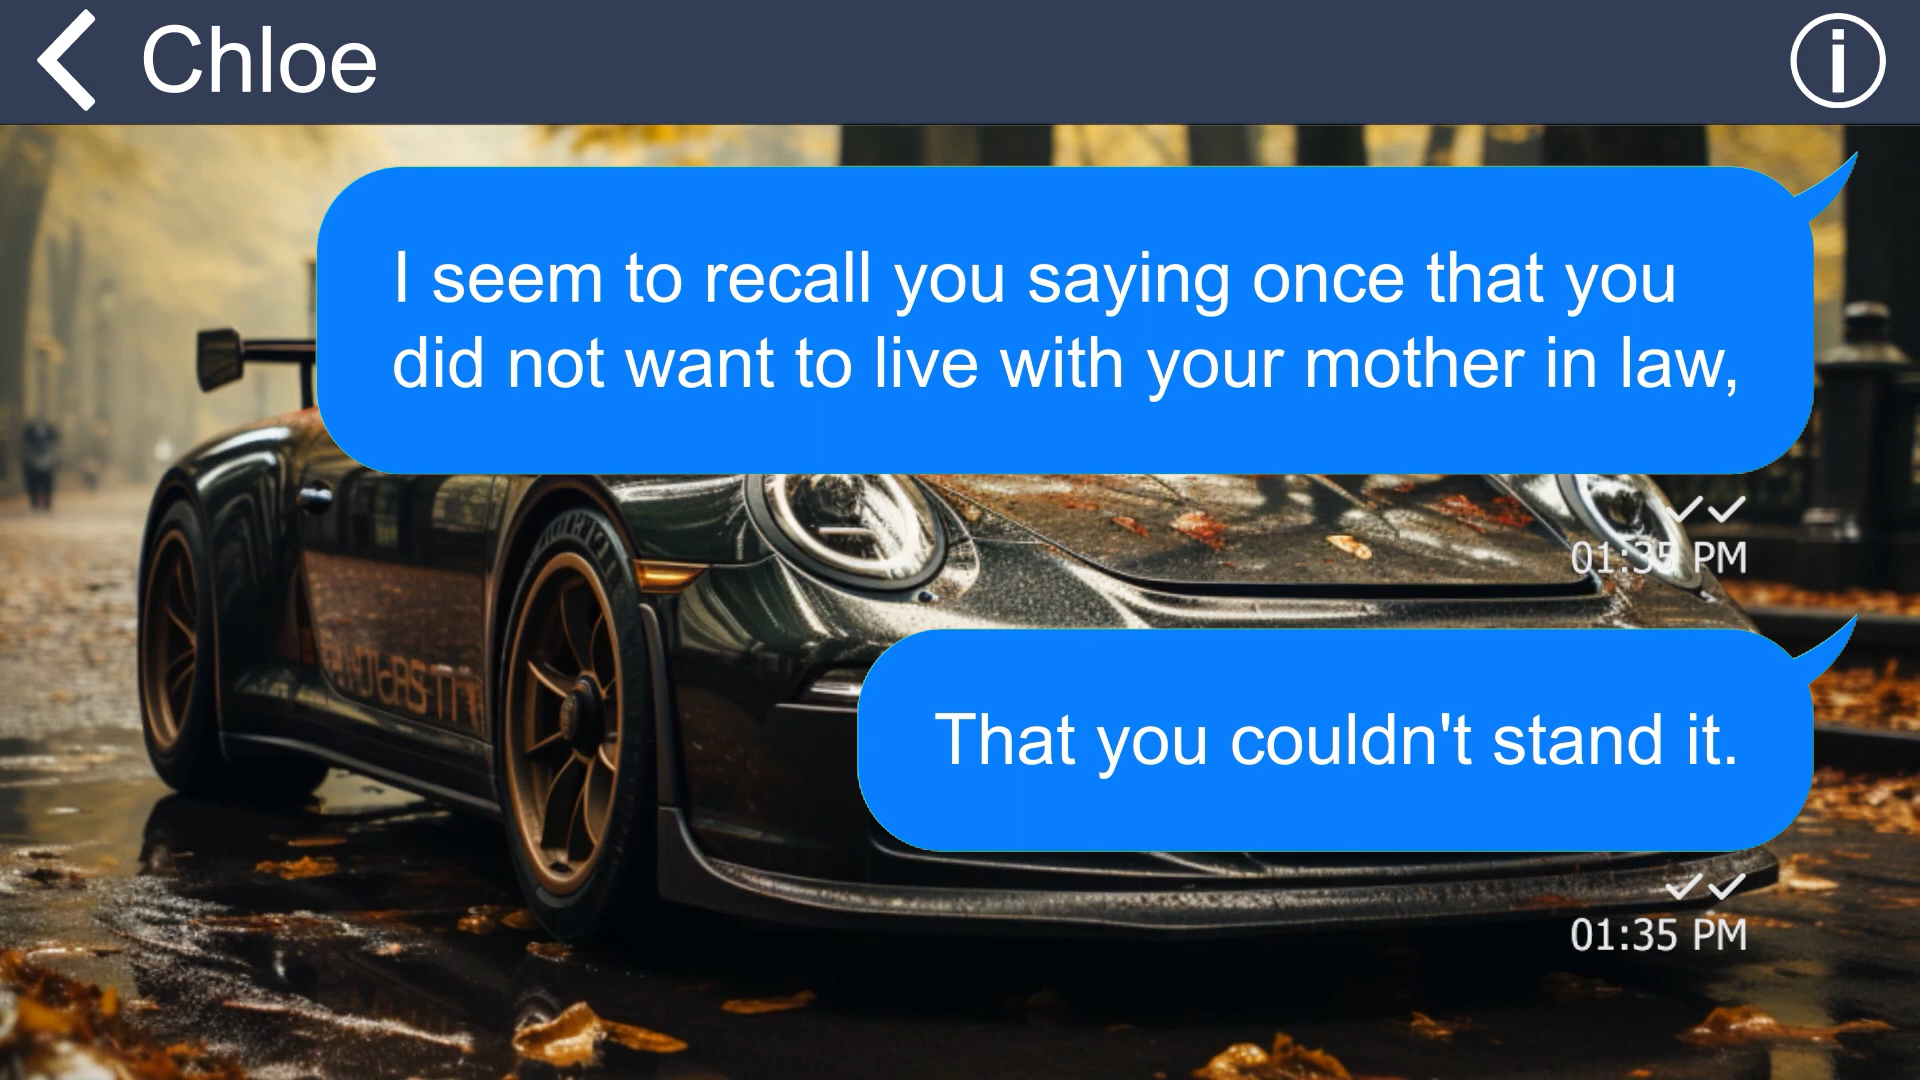 Chloe
I seem to recall you saying once that you
did not want to live with your mother in law,
01:35 PM
That you couldn't stand it.
01:35 PM